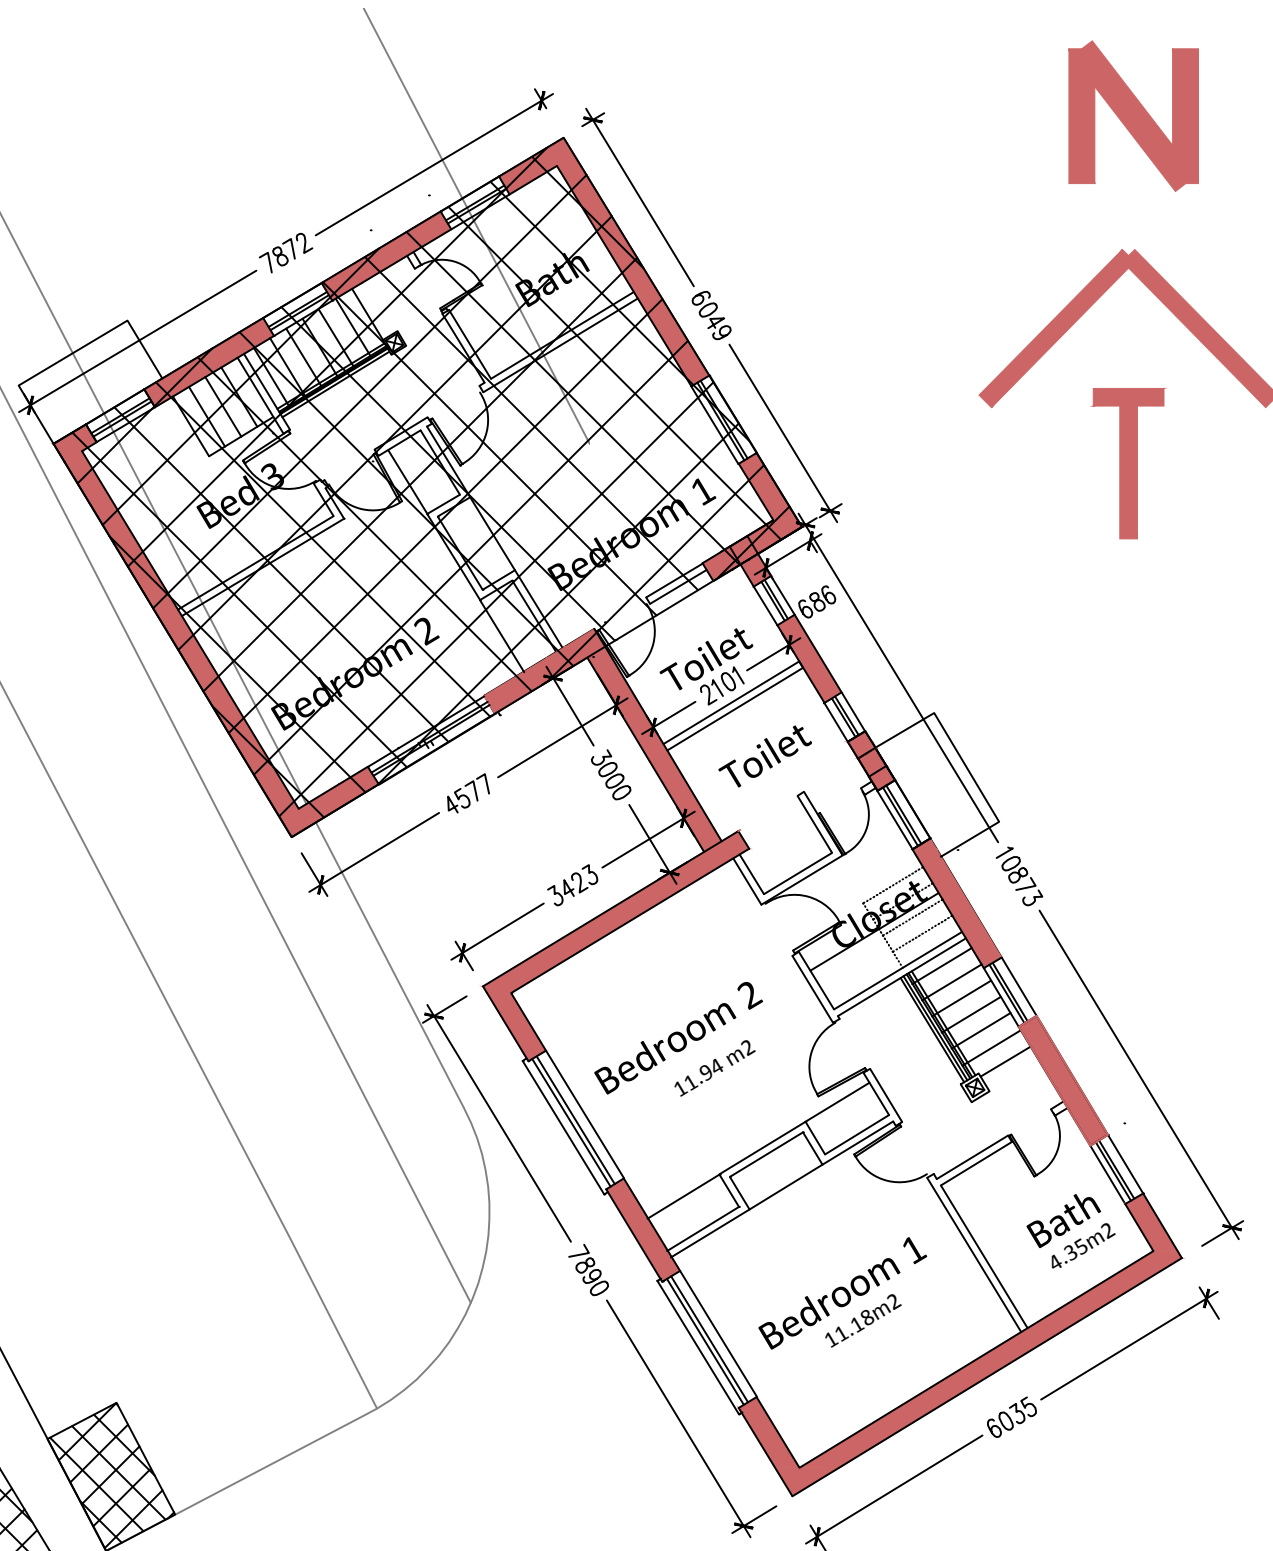 N
7872
Bath
6049
Bed 3
Bedroom 1
686
Bedroom 2
Toilet
2101
Toilet
3000
4577
3423
10873
Closet
Bedroom 2
11.94 m2
Bath
4.35m2
7890
Bedroom 1
11.18m2
6035